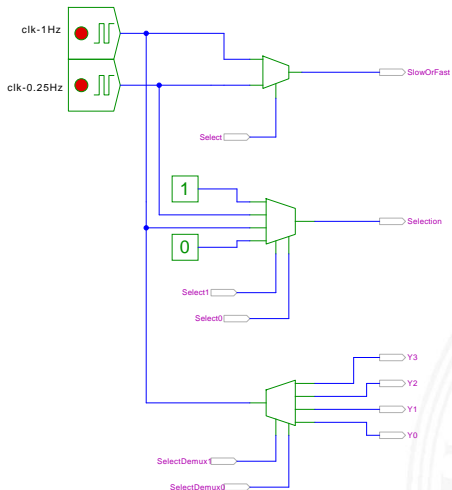 clk-1Hz
clk-0.25Hz
SlowOrFast
Select
1
Selection
0
Select1
Select0
Y3
Y2
Y1
Y0
SelectDemux1
SelectDemux0